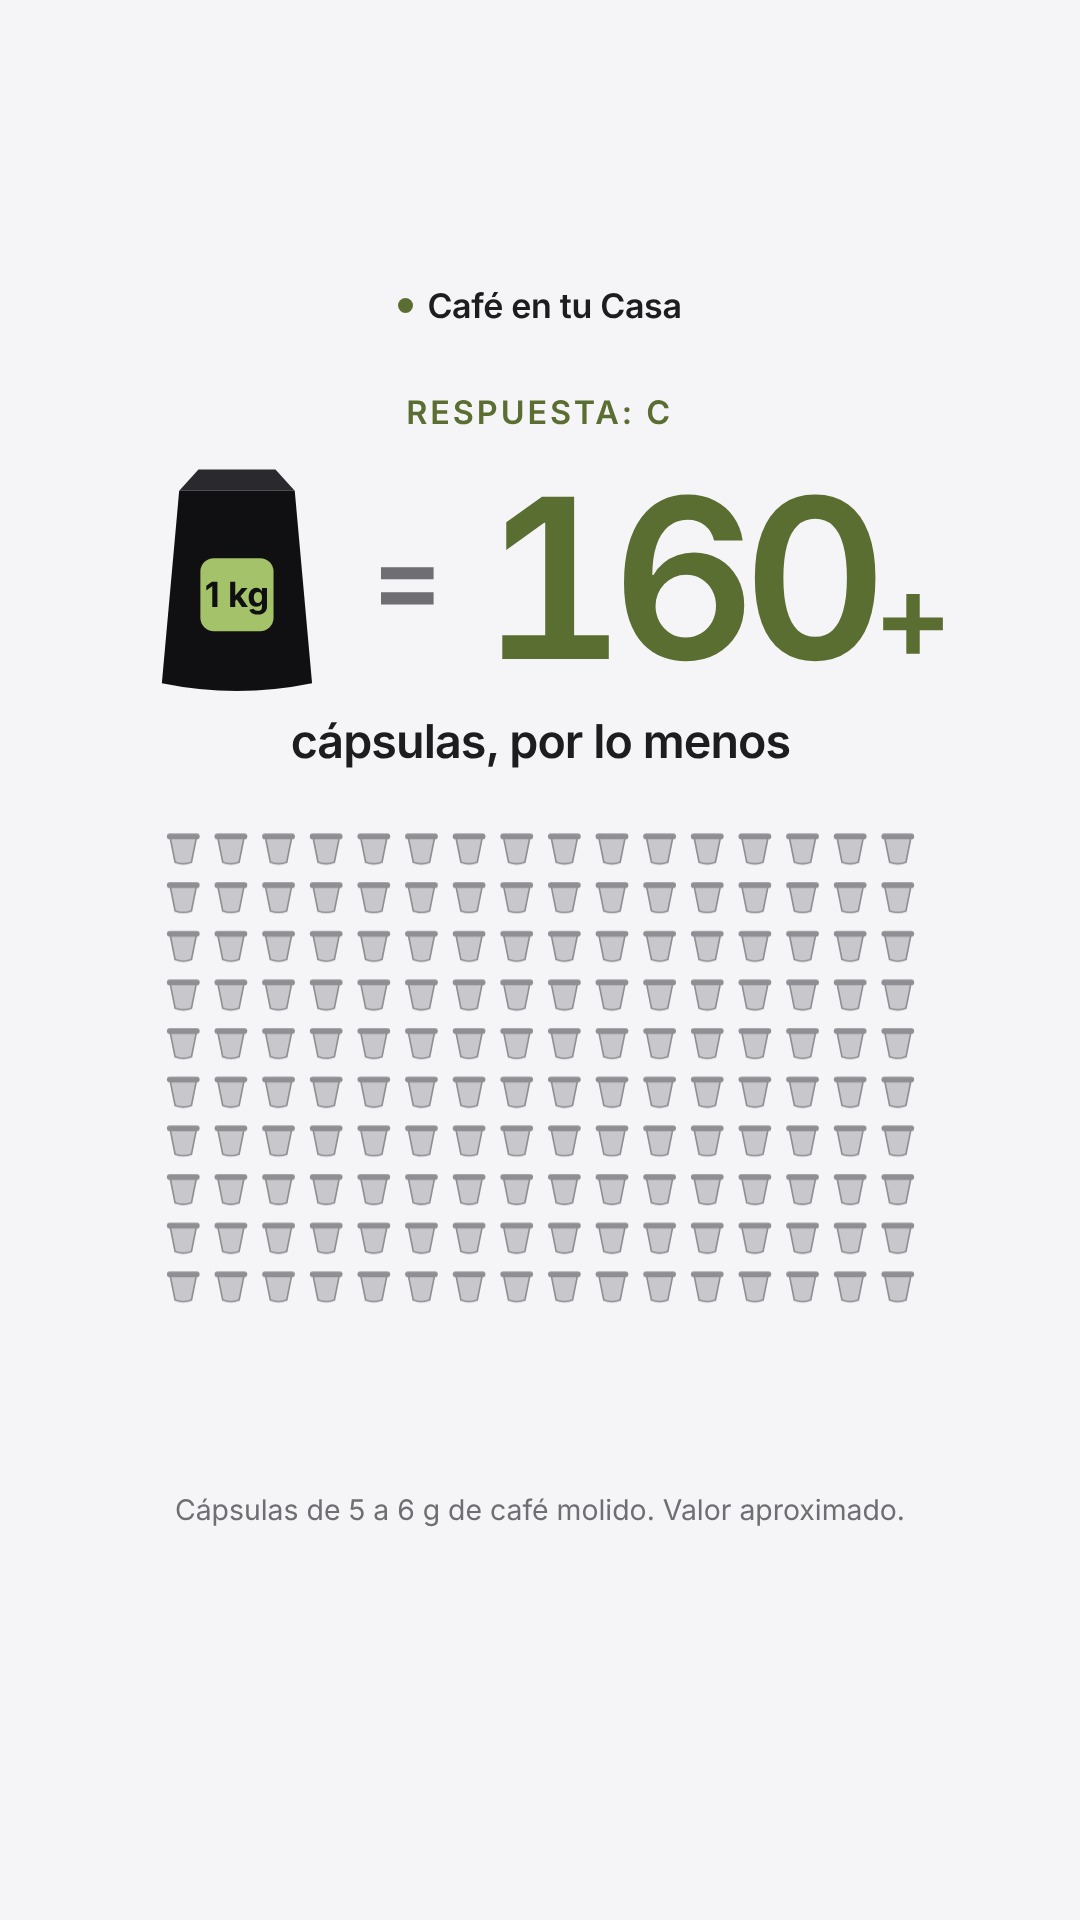 Café en tu Casa
RESPUESTA: C
1 kg
= 160+
cápsulas, por lo menos
Cápsulas de 5 a 6 g de café molido. Valor aproximado.